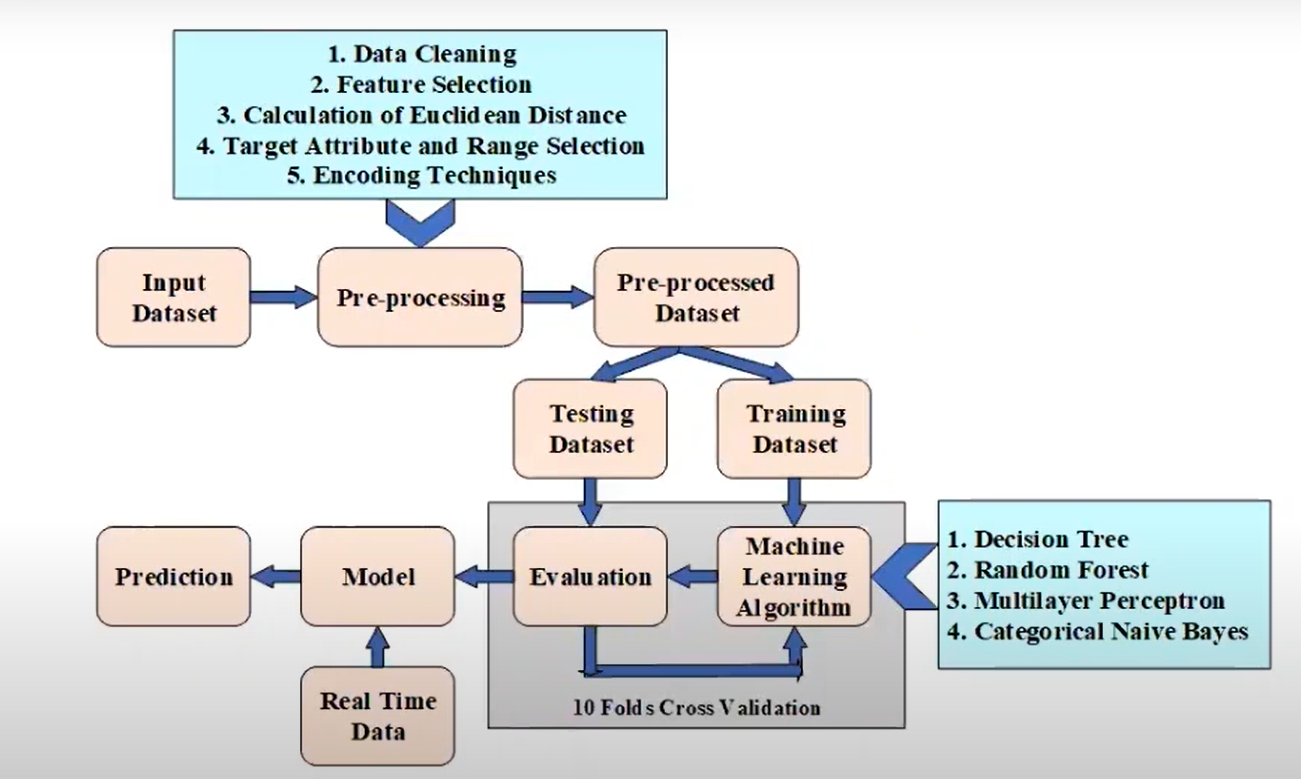 1. Data Cleaning
2. Feature Selection
3. Calculation of Euclidean Distance
4. Target Attribute and Range Selection
5. Encoding Techniques
Input
Dataset
Pre-processing
Pre-processed
Dataset
Testing
Dataset
Training
Dataset
Prediction
Model
Evaluation
Machine
Learning
Algorithm
1. Decision Tree
2. Random Forest
3. Multilayer Perceptron
4. Categorical Naive Bayes
Real Time
Data
10 Folds Cross Validation